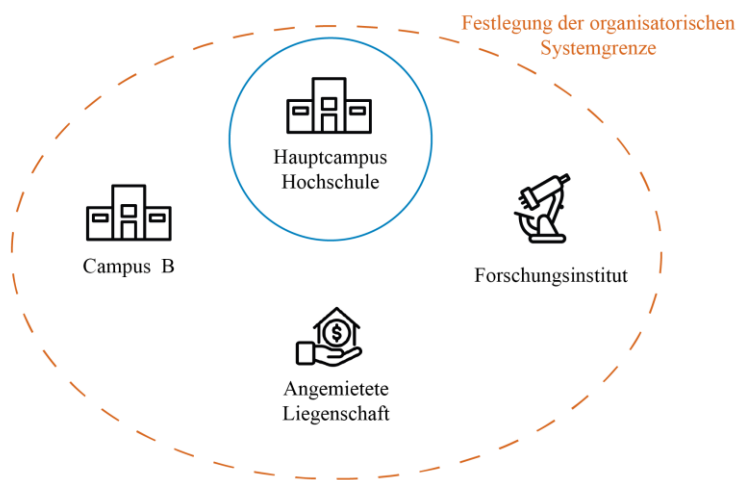 Festlegung der organisatorischen
Systemgrenze
Hauptcampus
Hochschule
Campus B
Forschungsinstitut
$
Angemietete
Liegenschaft